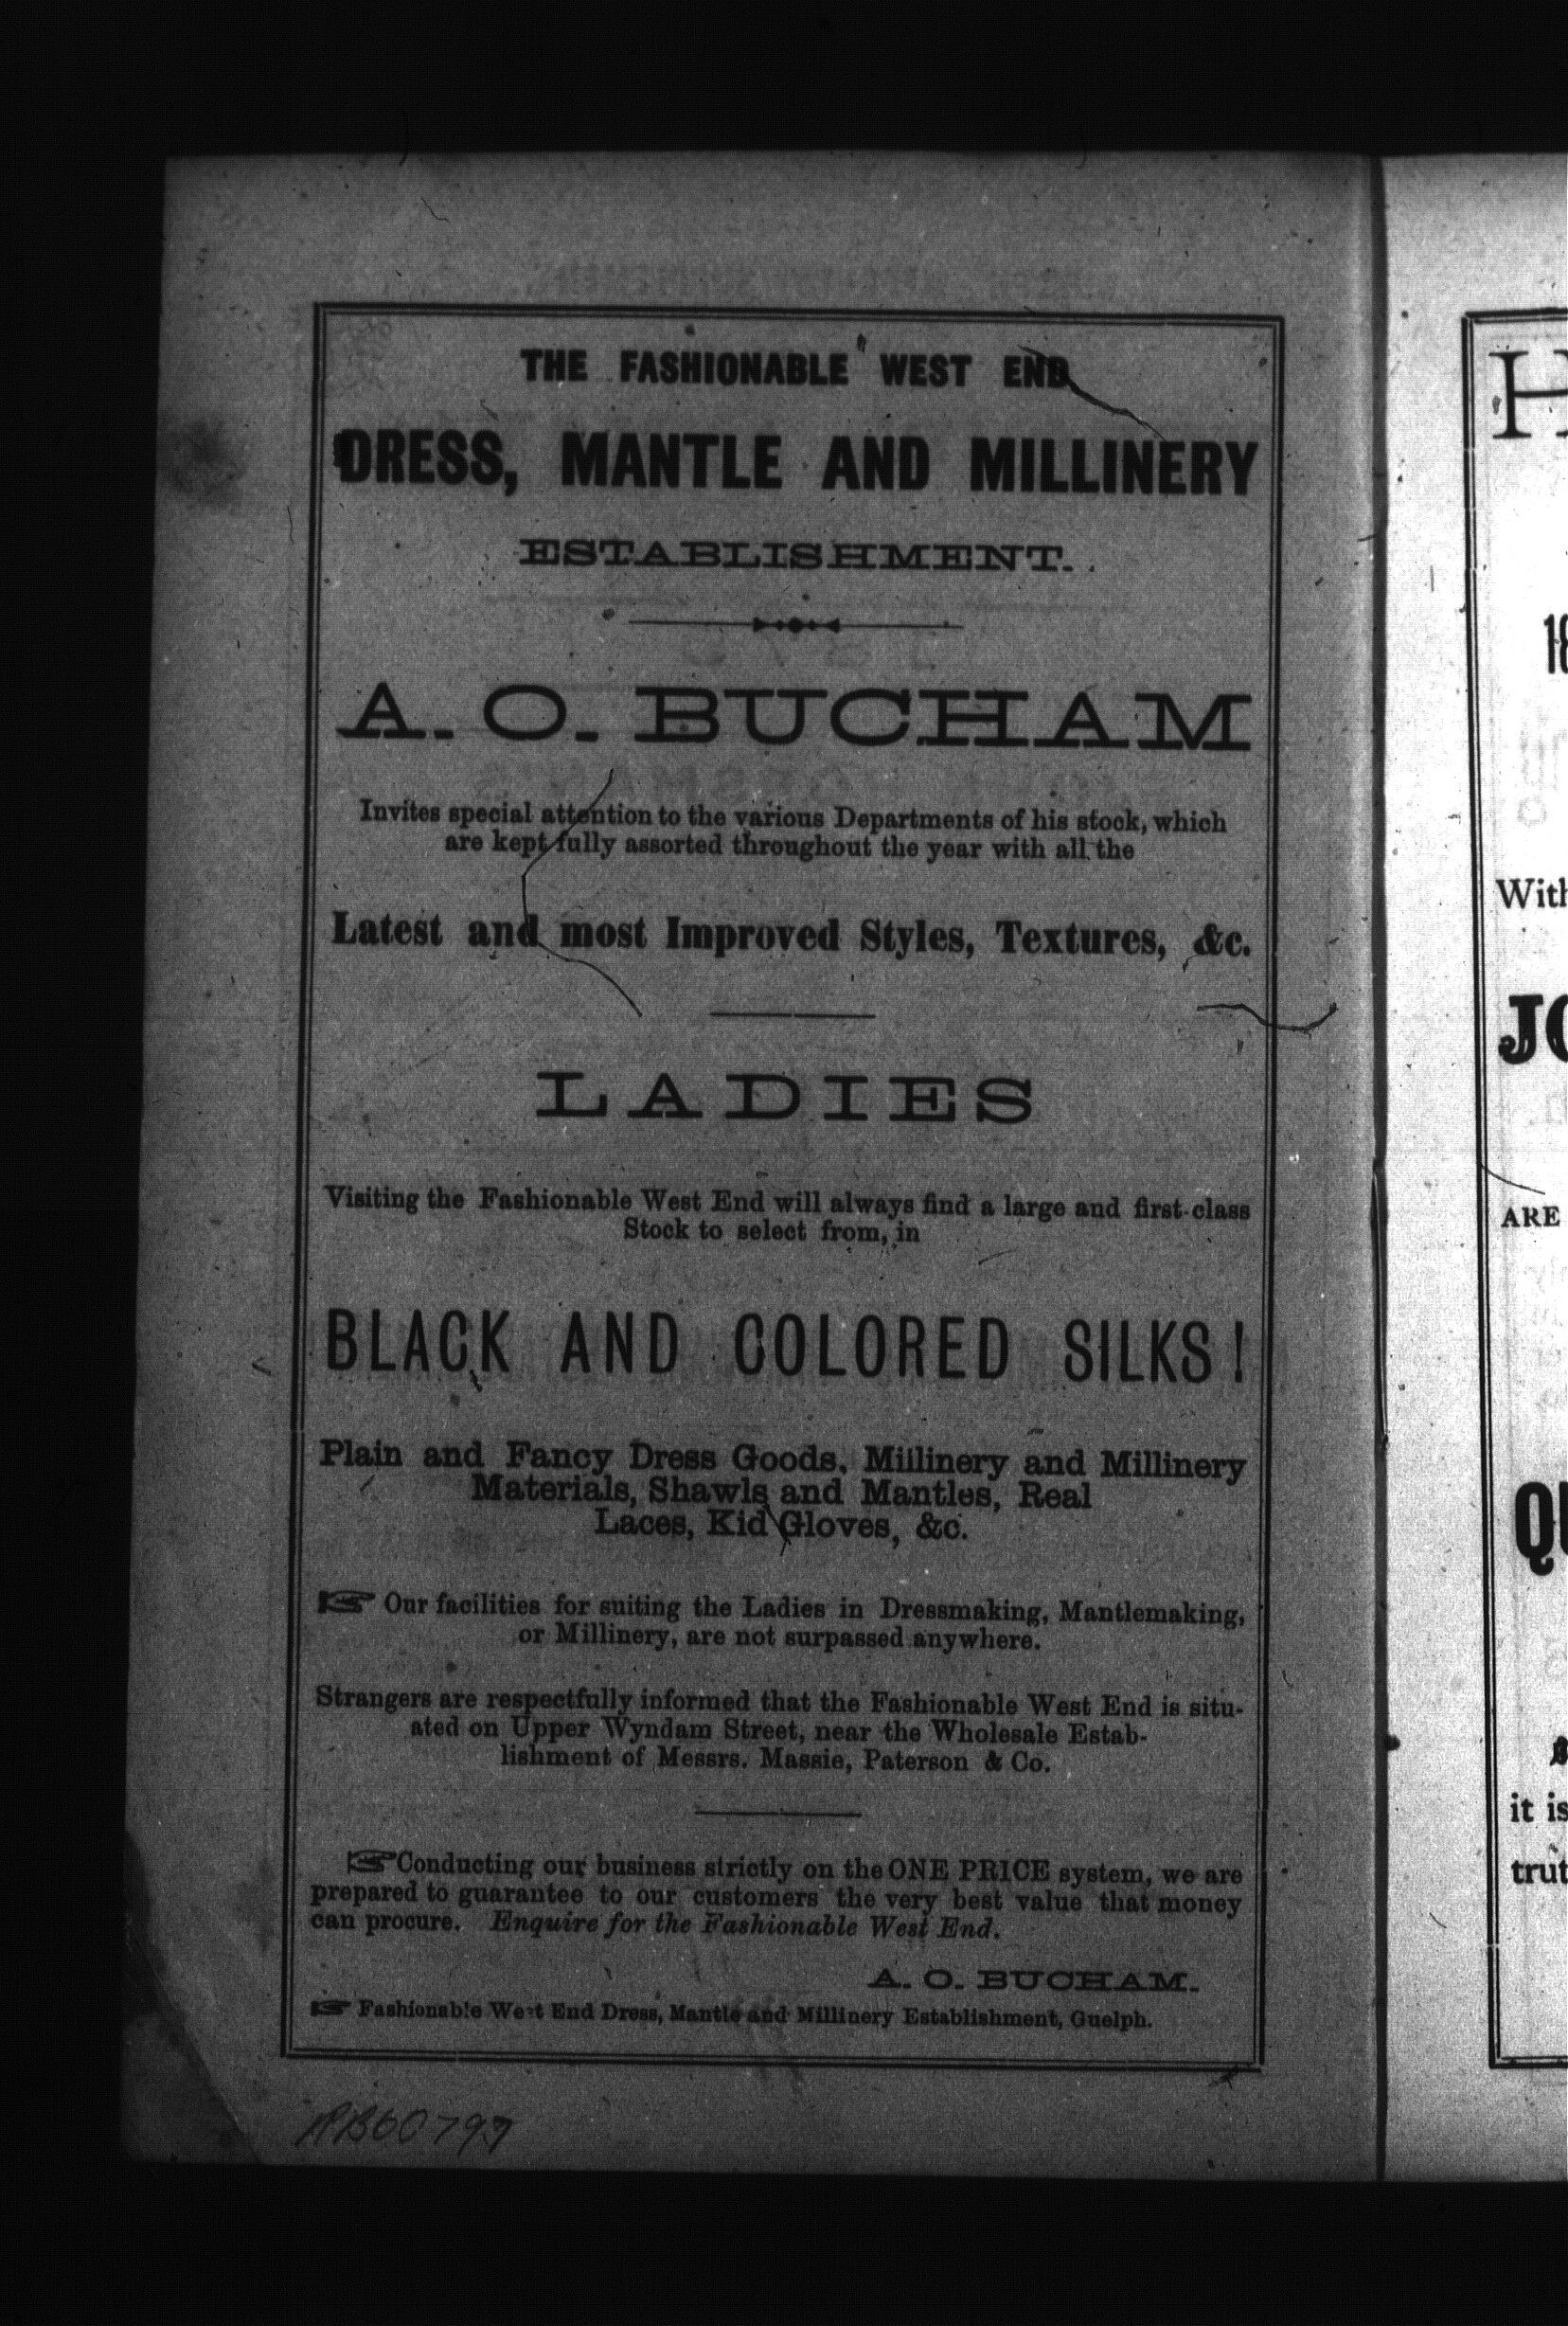 THE FASHIONABLE WEST END
DRESS, MANTLE AND MILLINERY
ESTABLISHMENT.
A. O. BUCHAM
Invites special attention to the various Departments of his stock, which
are kept fully assorted throughout the year with all the
Latest and most Improved Styles, Textures, &c.
LADIES
Visiting the Fashionable West End will always find a large and first-class
Stock to select from, in
BLACK AND COLORED SILKS!
Plain and Fancy Dress Goods, Millinery and Millinery
Materials, Shawls and Mantles, Real
Laces, Kid Gloves, &c.
☞ Our facilities for suiting the Ladies in Dressmaking, Mantlemaking,
or Millinery, are not surpassed anywhere.
Strangers are respectfully informed that the Fashionable West End is situ-
ated on Upper Wyndam Street, near the Wholesale Estab-
lishment of Messrs. Massie, Paterson & Co.
☞Conducting our business strictly on the ONE PRICE system, we are
prepared to guarantee to our customers the very best value that money
can procure. Enquire for the Fashionable West End.
A. O. BUCHAM.
☞ Fashionable West End Dress, Mantle and Millinery Establishment, Guelph.
H
18
With
JO
ARE
QU
it is